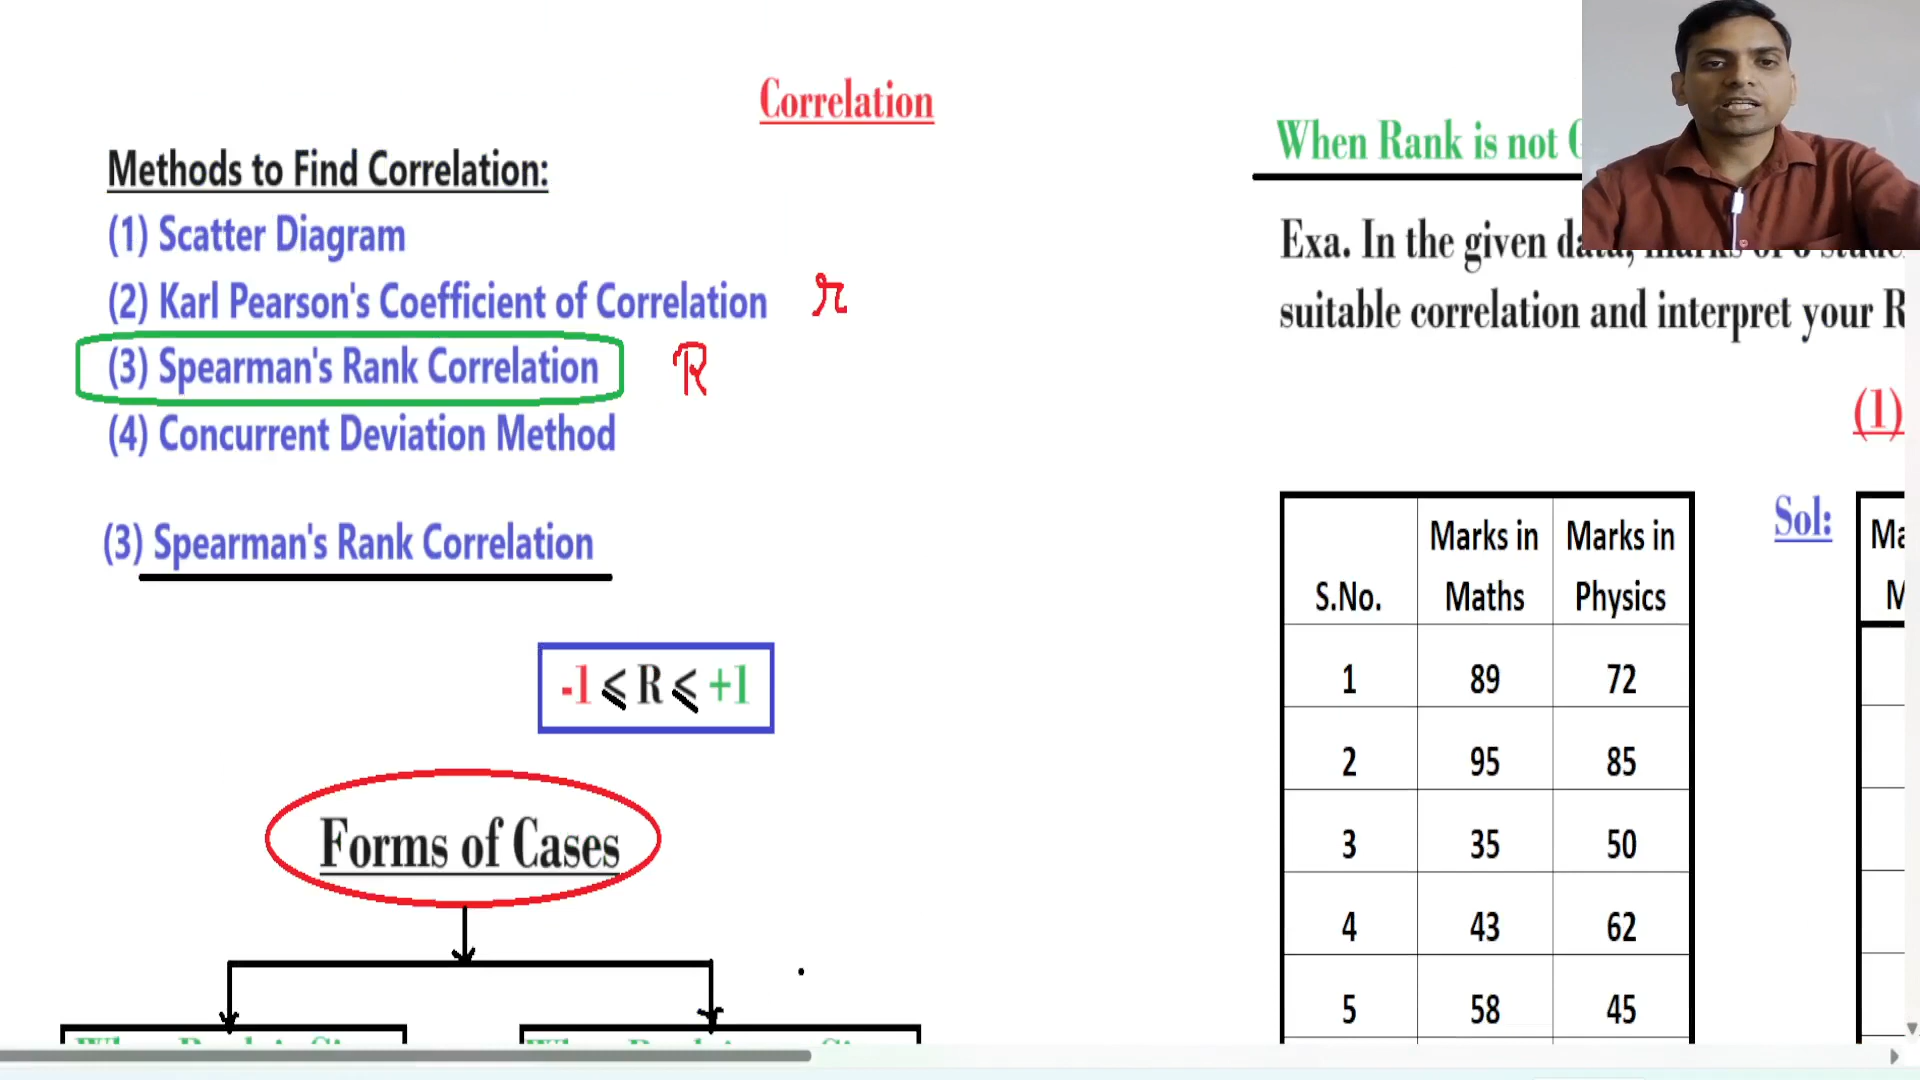 Correlation
Methods to Find Correlation:
(1) Scatter Diagram
(2) Karl Pearson's Coefficient of Correlation r
(3) Spearman's Rank Correlation R
(4) Concurrent Deviation Method
(3) Spearman's Rank Correlation
-1 ⩽ R ⩽ +1
Forms of Cases
When Rank is not
Exa. In the given data, marks of
suitable correlation and interpret your R
(1)
S.No. Marks in Maths Marks in Physics
1 89 72
2 95 85
3 35 50
4 43 62
5 58 45
Sol: